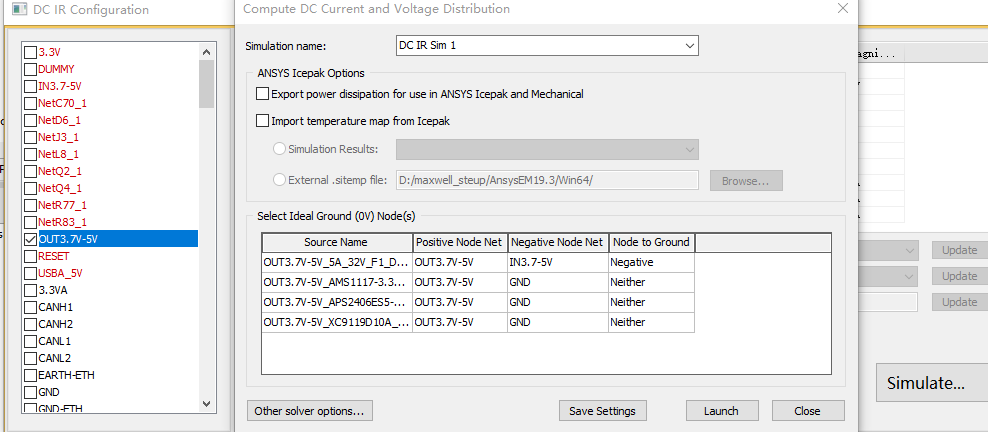 DC IR Configuration
3.3V
DUMMY
IN3.7-5V
NetC70_1
NetD6_1
NetJ3_1
NetL8_1
NetQ2_1
NetQ4_1
NetR77_1
NetR83_1
OUT3.7V-5V
RESET
USBA_5V
3.3VA
CANH1
CANH2
CANL1
CANL2
EARTH-ETH
GND
GND-ETH
Compute DC Current and Voltage Distribution
Simulation name: DC IR Sim 1
ANSYS Icepak Options
Export power dissipation for use in ANSYS Icepak and Mechanical
Import temperature map from Icepak
Simulation Results:
External .sitemp file: D:/maxwell_steup/AnsysEM19.3/Win64/ Browse...
Select Ideal Ground (0V) Node(s)
Source Name Positive Node Net Negative Node Net Node to Ground
OUT3.7V-5V_5A_32V_F1_D... OUT3.7V-5V IN3.7-5V Negative
OUT3.7V-5V_AMS1117-3.3... OUT3.7V-5V GND Neither
OUT3.7V-5V_APS2406ES5-... OUT3.7V-5V GND Neither
OUT3.7V-5V_XC9119D10A_... OUT3.7V-5V GND Neither
Other solver options... Save Settings Launch Close
agni...
Update
Update
Update
Simulate...